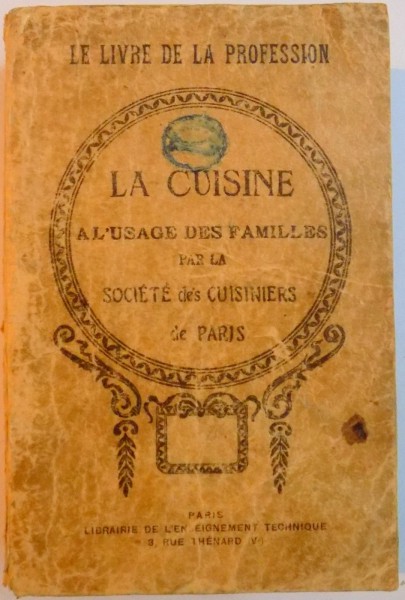 LE LIVRE DE LA PROFESSION
LA CUISINE
A L'USAGE DES FAMILLES
PAR LA
SOCIÉTÉ des CUISINIERS
de PARIS
PARIS
LIBRAIRIE DE L'ENSEIGNEMENT TECHNIQUE
3, RUE THÉNARD